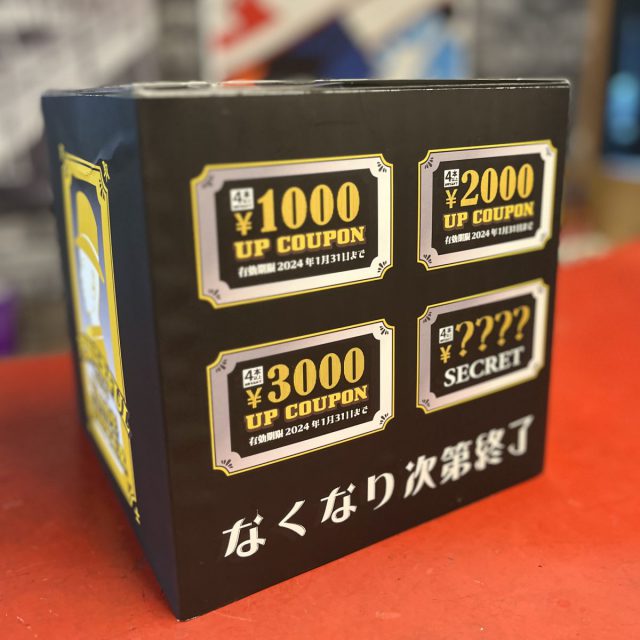 ¥1000
UP COUPON
有効期限 2024年1月31日まで
¥2000
UP COUPON
有効期限 2024年1月31日まで
¥3000
UP COUPON
有効期限 2024年1月31日まで
¥????
SECRET
なくなり次第終了